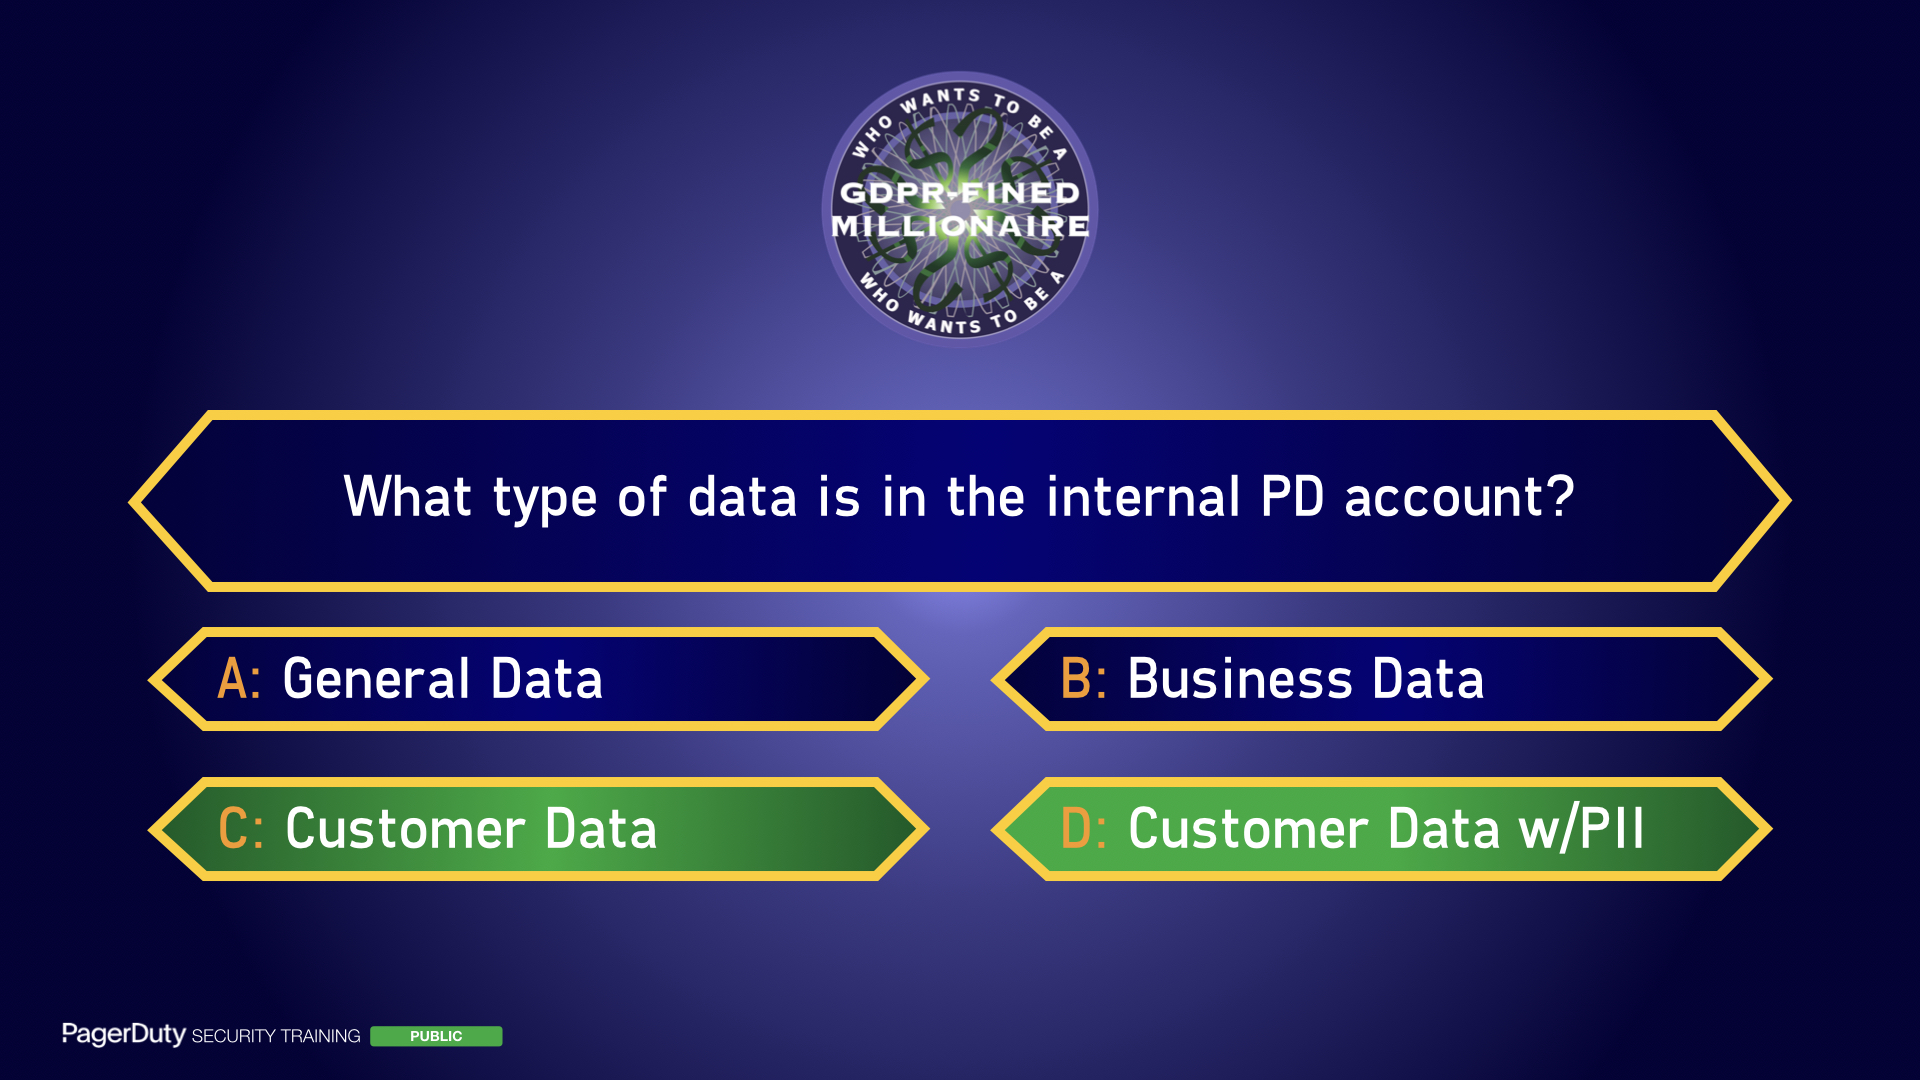 WHO WANTS TO BE A
GDPR-FINED
MILLIONAIRE
WHO WANTS TO BE A
What type of data is in the internal PD account?
A: General Data
B: Business Data
C: Customer Data
D: Customer Data w/PII
PagerDuty SECURITY TRAINING PUBLIC